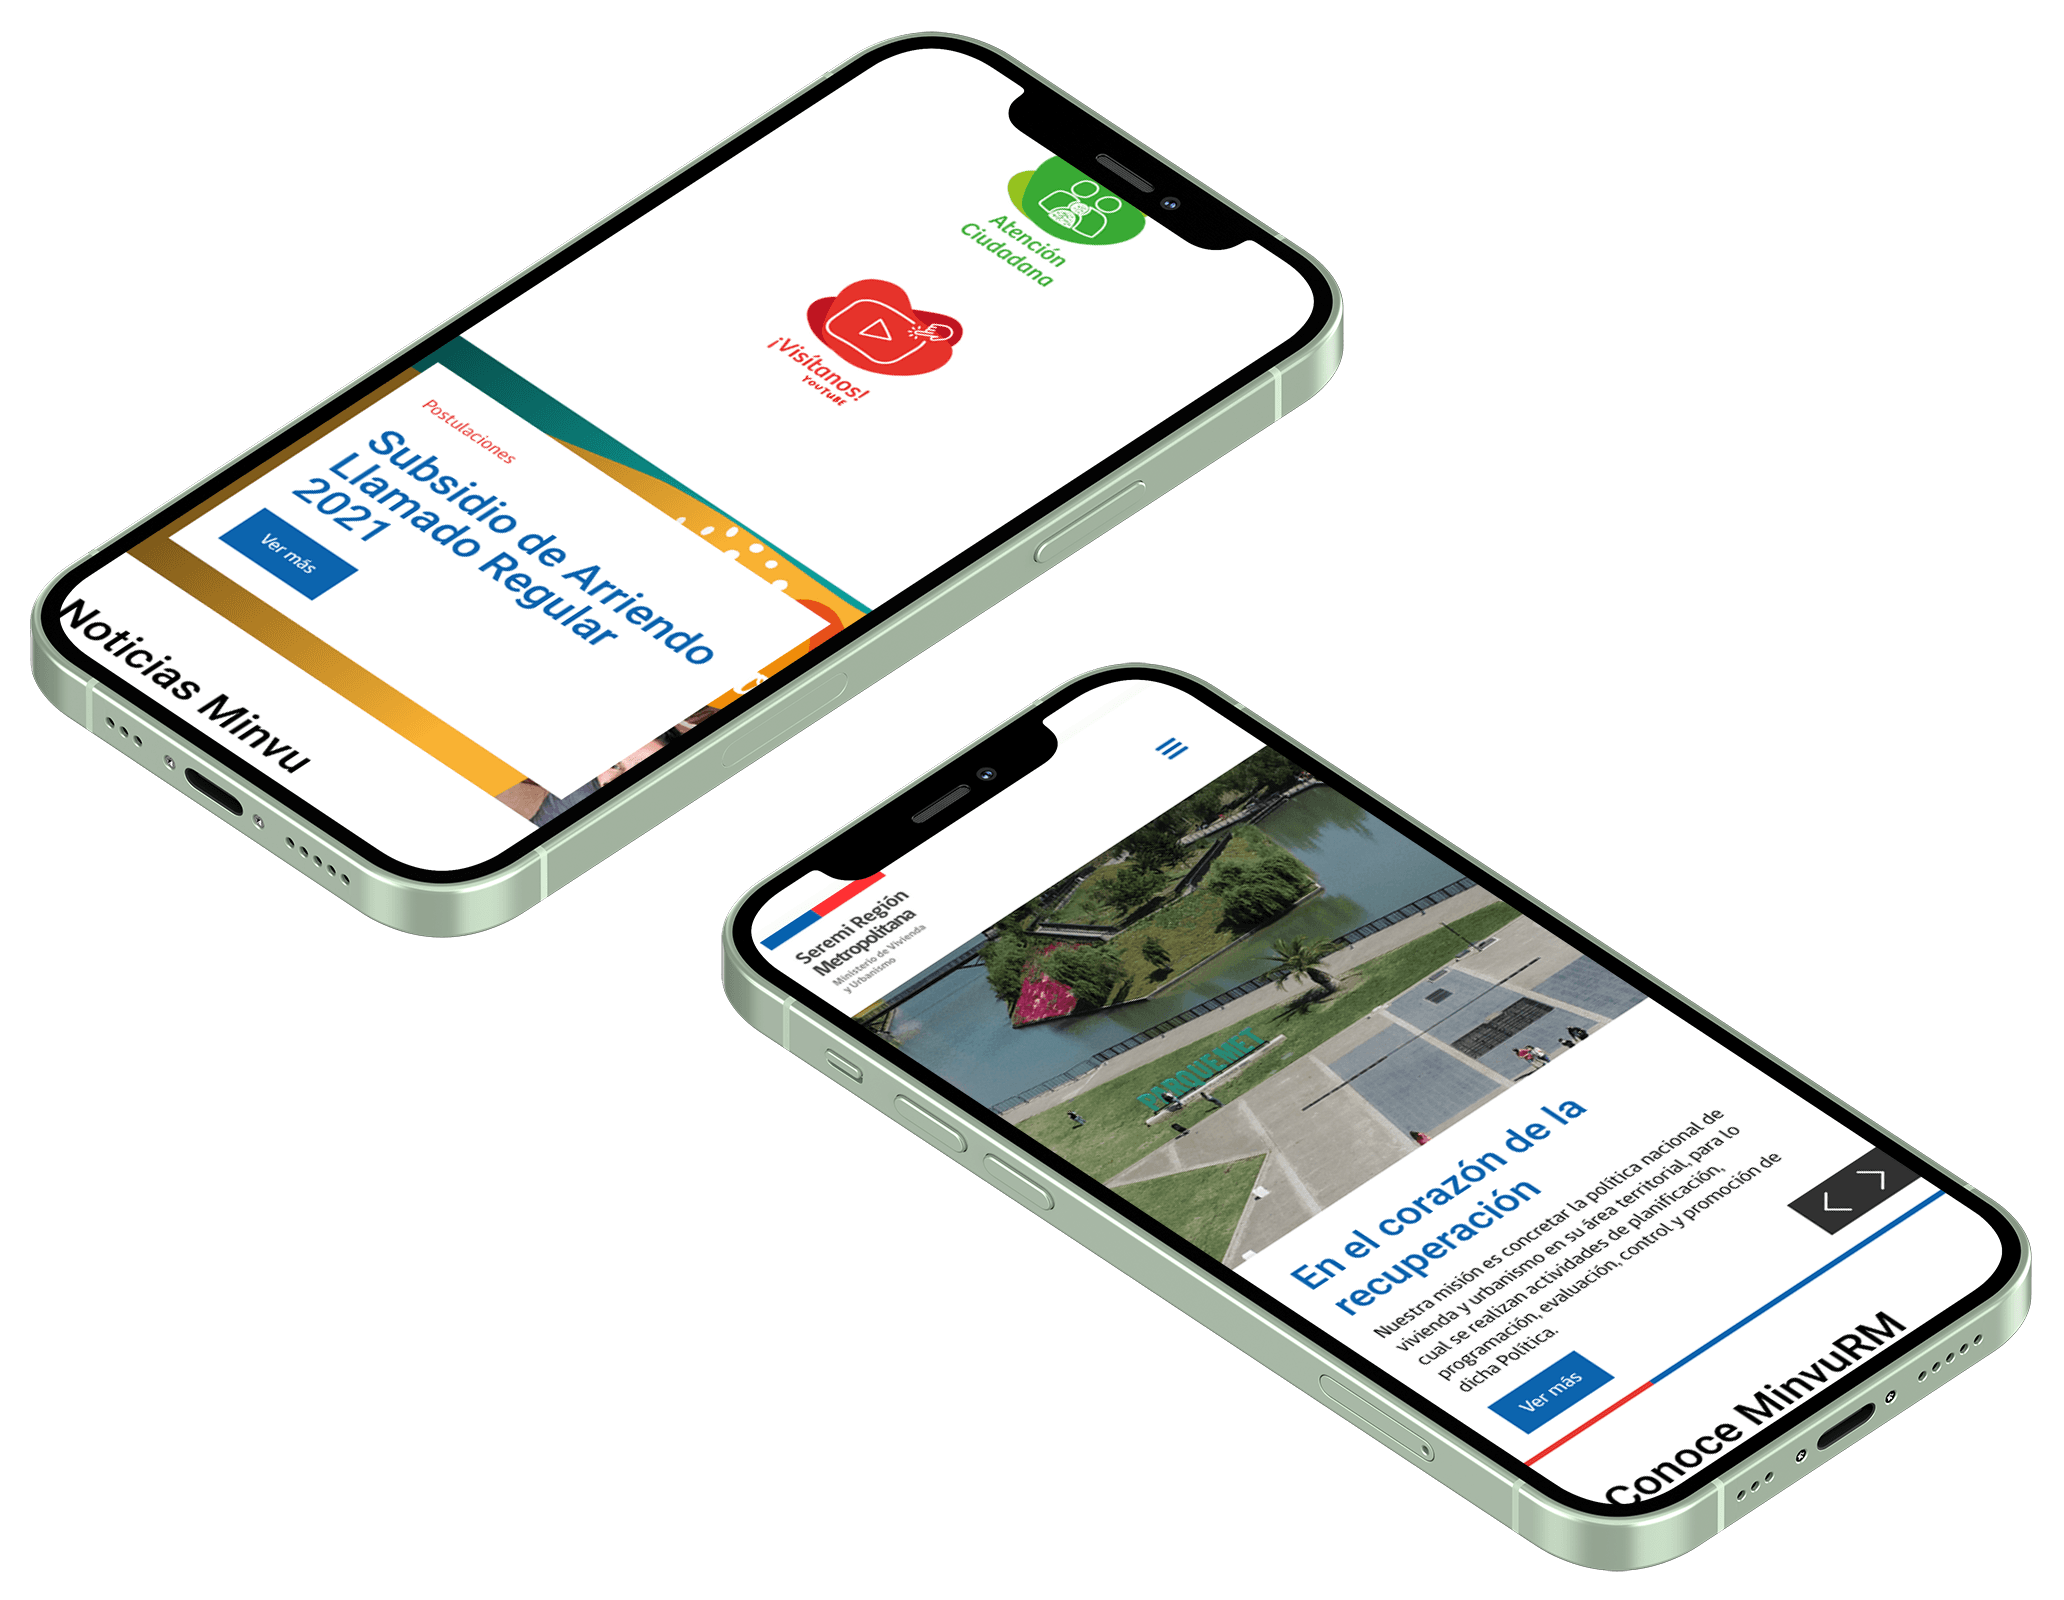 Atención
Ciudadana
¡Visítanos!
YouTuBE
Postulaciones
Subsidio de Arriendo
Llamado Regular
2021
Ver más
Noticias Minvu
Seremi Región
Metropolitana
Ministerio de Vivienda
y Urbanismo
PARQUEMET
En el corazón de la
recuperación
Nuestra misión es concretar la política nacional de
vivienda y urbanismo en su área territorial, para lo
cual se realizan actividades de planificación,
programación, evaluación, control y promoción de
dicha Política.
Ver más
Conoce MinvuRM